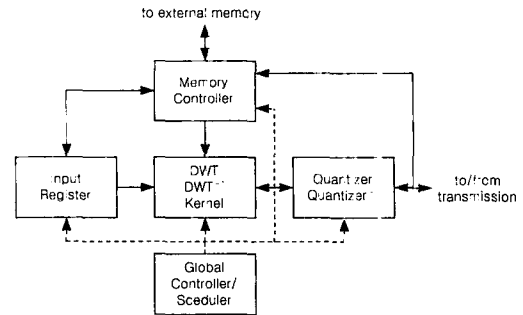 to external memory
Memory
Controller
Input
Register
DWT
DWT⁻¹
Kernel
Quantizer
Quantizer⁻¹
to/from
transmission
Global
Controller/
Sceduler